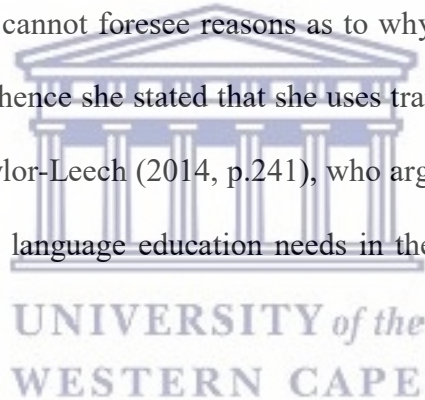 cannot foresee reasons as to why
hence she stated that she uses tra
ylor-Leech (2014, p.241), who arg
language education needs in the
UNIVERSITY of the
WESTERN CAPE